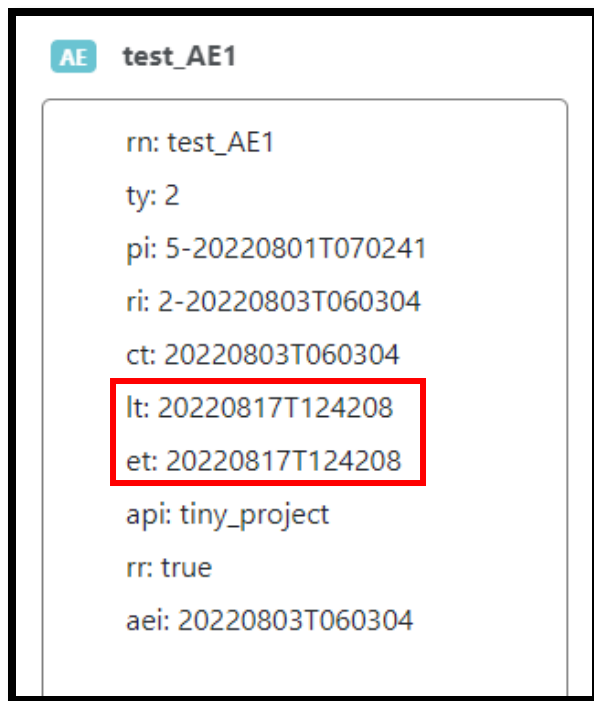 AE test_AE1
rn: test_AE1
ty: 2
pi: 5-20220801T070241
ri: 2-20220803T060304
ct: 20220803T060304
lt: 20220817T124208
et: 20220817T124208
api: tiny_project
rr: true
aei: 20220803T060304